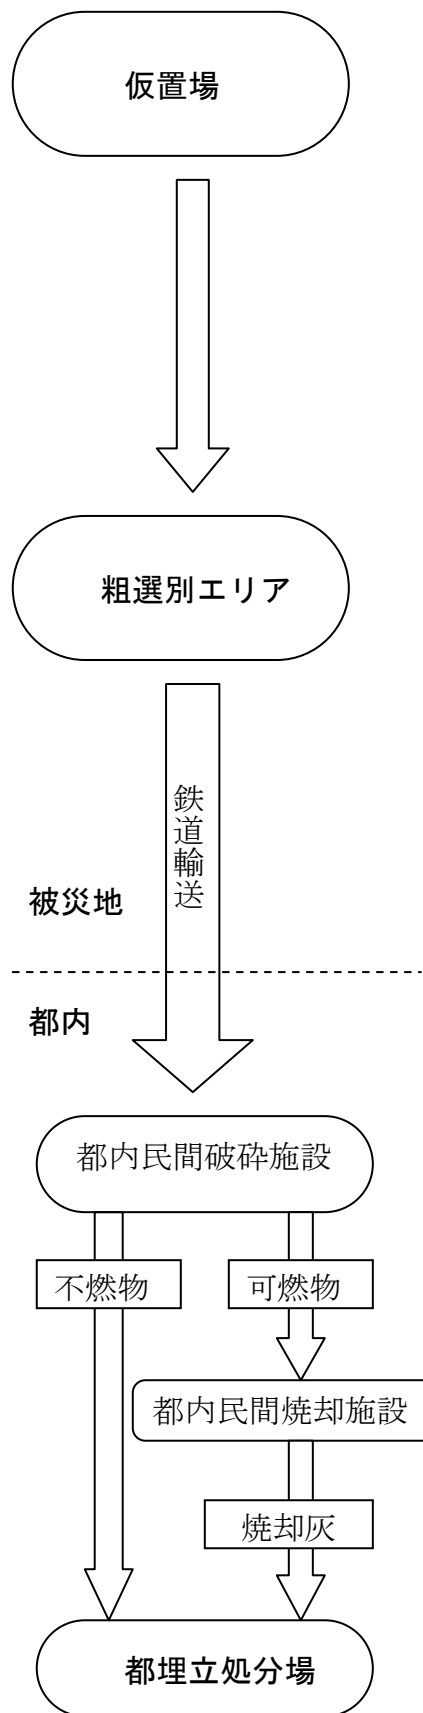 仮置場
粗選別エリア
鉄道輸送
被災地
都内
都内民間破砕施設
不燃物
可燃物
都内民間焼却施設
焼却灰
都埋立処分場